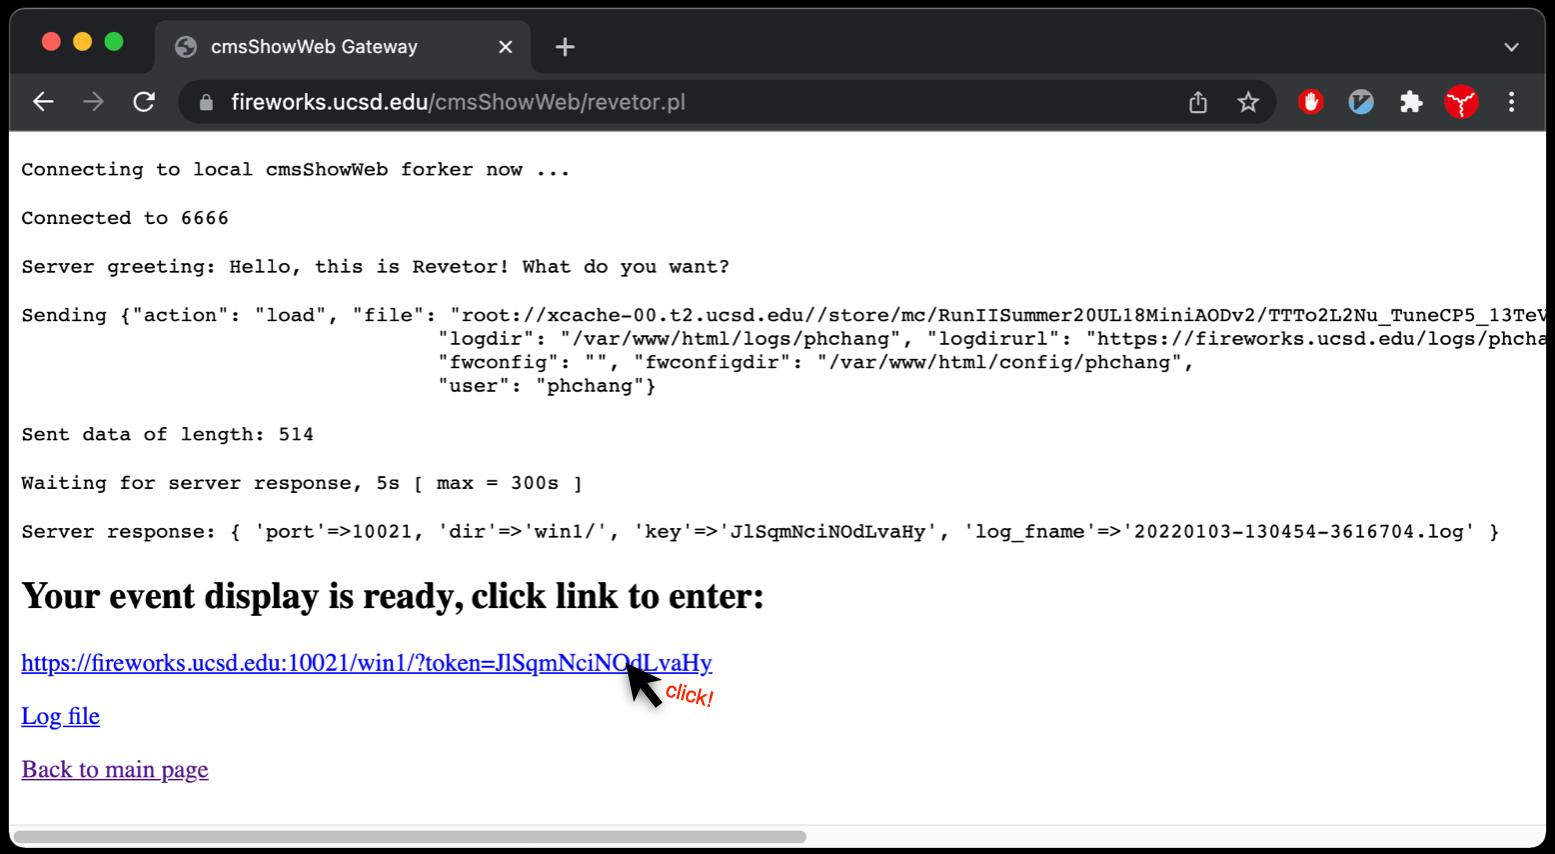 cmsShowWeb Gateway
fireworks.ucsd.edu/cmsShowWeb/revetor.pl
Connecting to local cmsShowWeb forker now ...
Connected to 6666
Server greeting: Hello, this is Revetor! What do you want?
Sending {"action": "load", "file": "root://xcache-00.t2.ucsd.edu//store/mc/RunIISummer20UL18MiniAODv2/TTTo2L2Nu_TuneCP5_13TeV
"logdir": "/var/www/html/logs/phchang", "logdirurl": "https://fireworks.ucsd.edu/logs/phcha
"fwconfig": "", "fwconfigdir": "/var/www/html/config/phchang",
"user": "phchang"}
Sent data of length: 514
Waiting for server response, 5s [ max = 300s ]
Server response: { 'port'=>10021, 'dir'=>'win1/', 'key'=>'JlSqmNciNOdLvaHy', 'log_fname'=>'20220103-130454-3616704.log' }
Your event display is ready, click link to enter:
https://fireworks.ucsd.edu:10021/win1/?token=JlSqmNciNOdLvaHy
click!
Log file
Back to main page